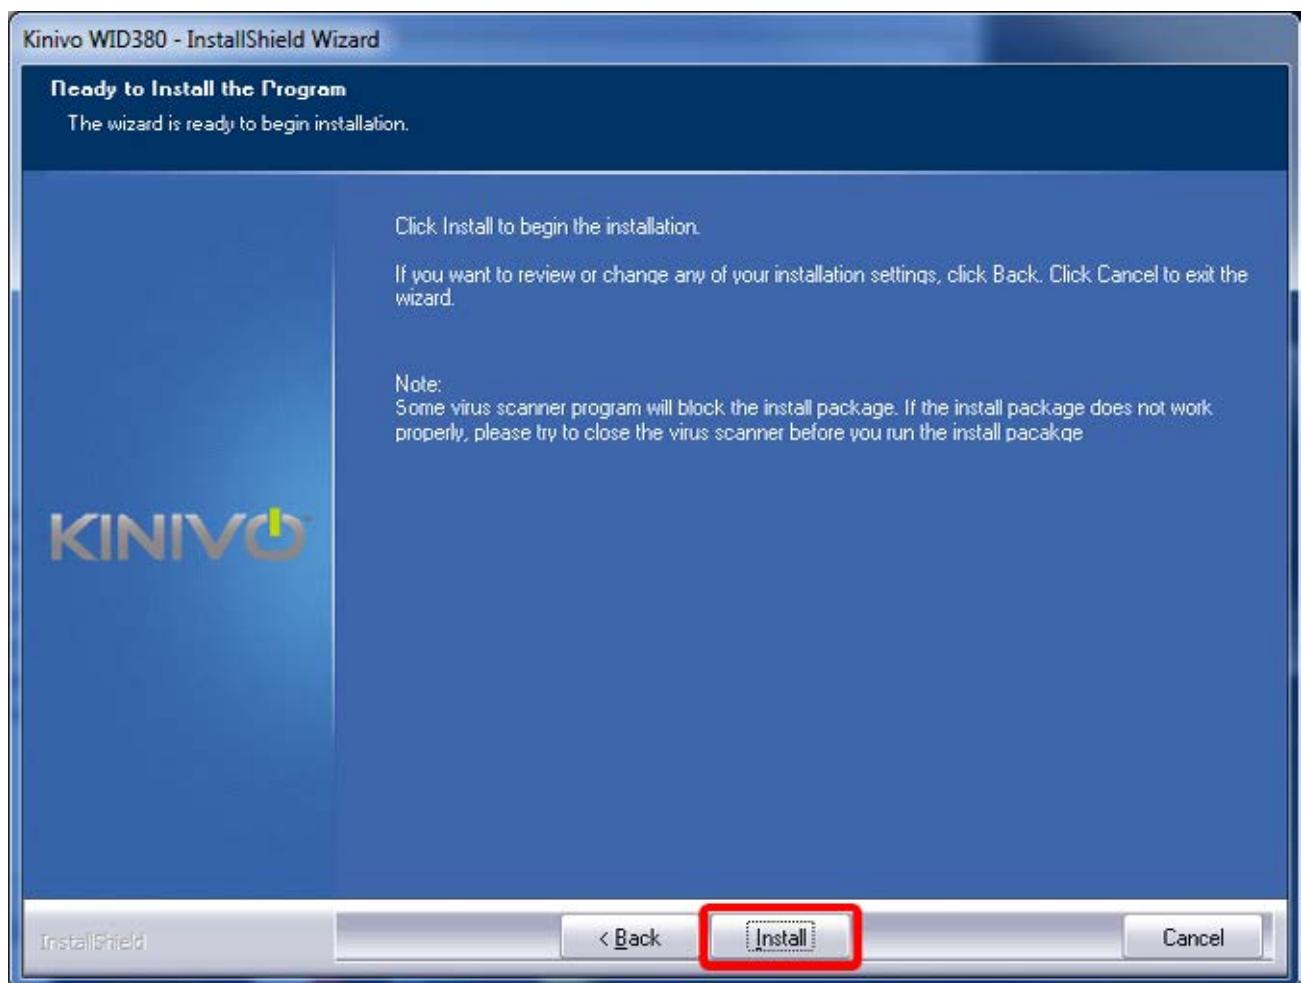 Kinivo WID380 - InstallShield Wizard
Ready to Install the Program
The wizard is ready to begin installation.
Click Install to begin the installation.
If you want to review or change any of your installation settings, click Back. Click Cancel to exit the
wizard.
Note:
Some virus scanner program will block the install package. If the install package does not work
properly, please try to close the virus scanner before you run the install pacakge
KINIVO
InstallShield
< Back
Install
Cancel